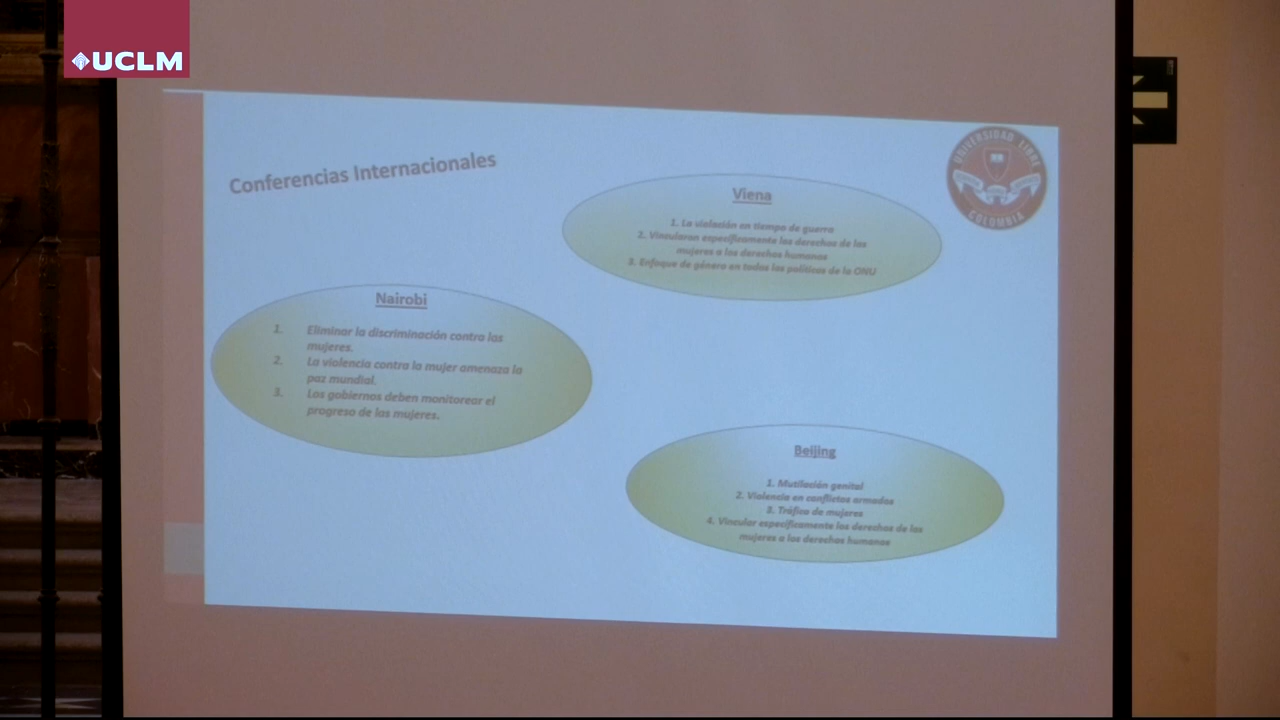 UCLM
Conferencias Internacionales
UNIVERSIDAD LIBRE
COLOMBIA
Viena
1. La violación en tiempo de guerra
2. Vincularon específicamente los derechos de las
mujeres a los derechos humanos
3. Enfoque de género en todas las políticas de la ONU
Nairobi
1. Eliminar la discriminación contra las
mujeres.
2. La violencia contra la mujer amenaza la
paz mundial.
3. Los gobiernos deben monitorear el
progreso de las mujeres.
Beijing
1. Mutilación genital
2. Violencia en conflictos armados
3. Tráfico de mujeres
4. Vincular específicamente los derechos de las
mujeres a los derechos humanos